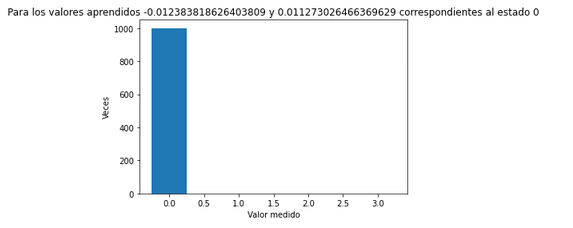 Para los valores aprendidos -0.012383818626403809 y 0.011273026466369629 correspondientes al estado 0
1000
800
600
400
200
0
Veces
0.0 0.5 1.0 1.5 2.0 2.5 3.0
Valor medido